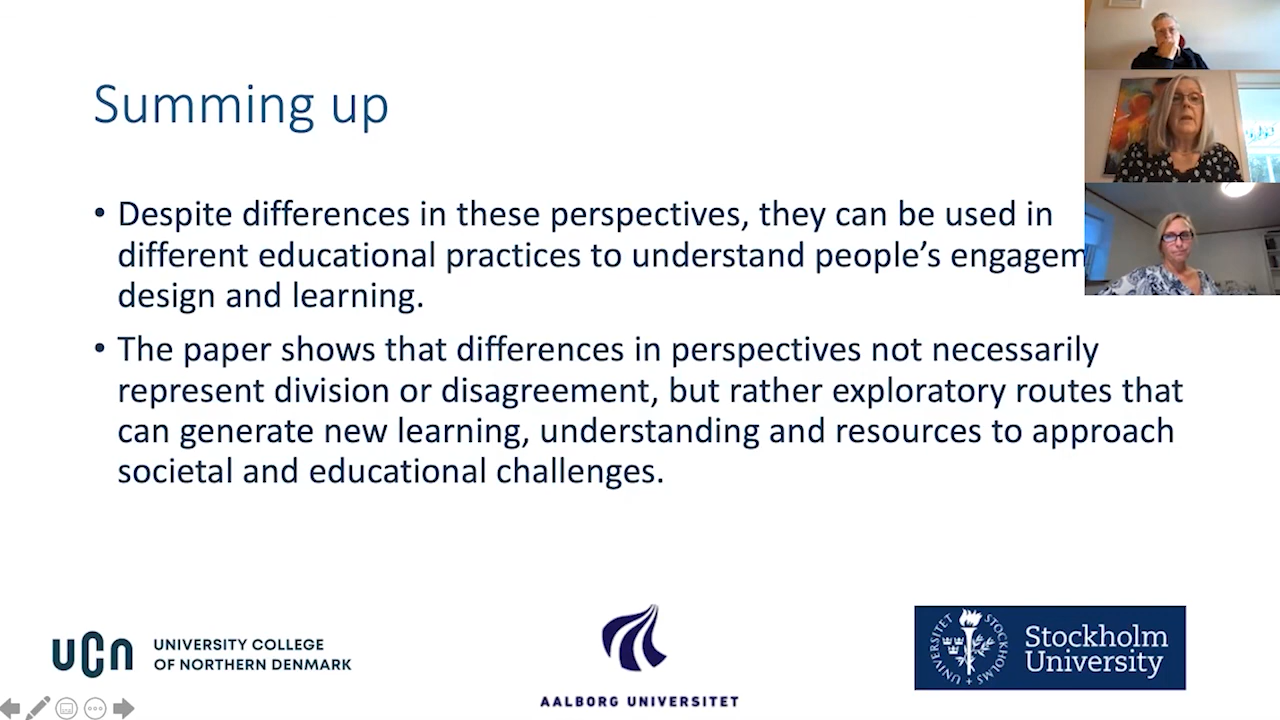 Summing up
• Despite differences in these perspectives, they can be used in
different educational practices to understand people’s engagem
design and learning.
• The paper shows that differences in perspectives not necessarily
represent division or disagreement, but rather exploratory routes that
can generate new learning, understanding and resources to approach
societal and educational challenges.
ucn UNIVERSITY COLLEGE
OF NORTHERN DENMARK
AALBORG UNIVERSITET
STOCKHOLMS UNIVERSITET
Stockholm
University